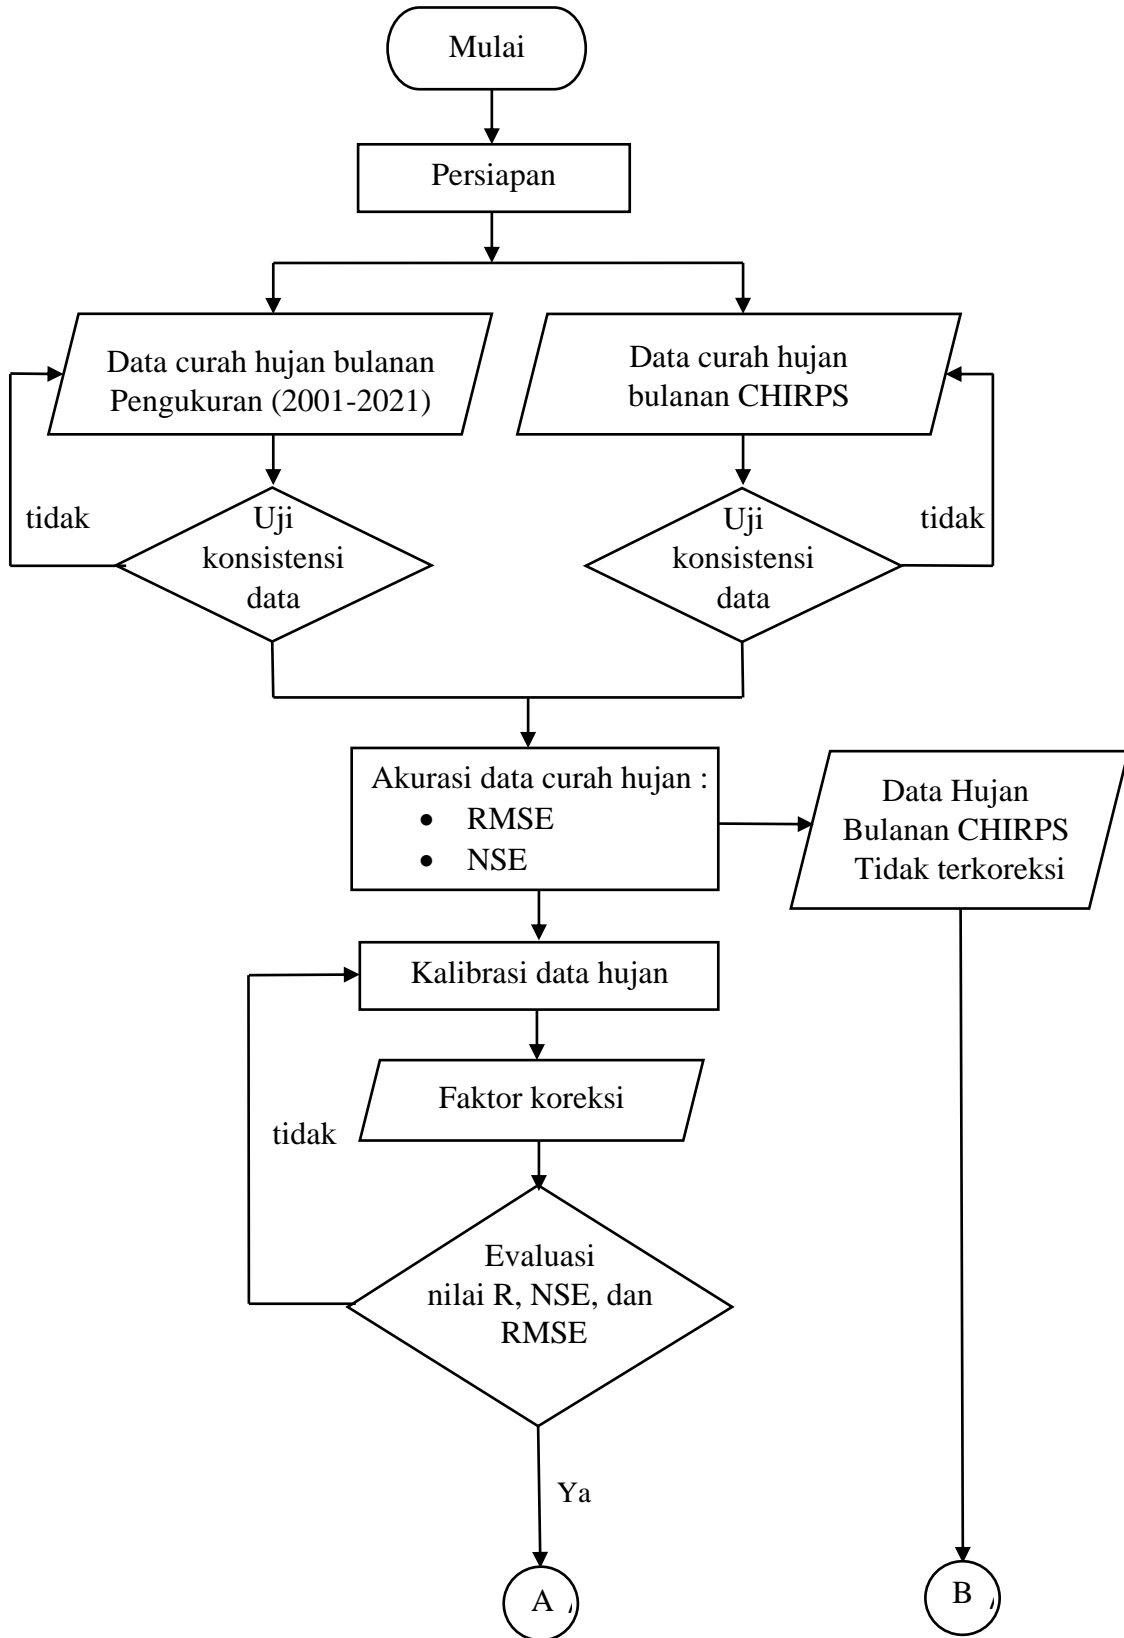 Mulai
Persiapan
Data curah hujan bulanan
Pengukuran (2001-2021)
Data curah hujan
bulanan CHIRPS
tidak
Uji
konsistensi
data
Uji
konsistensi
data
tidak
Akurasi data curah hujan :
• RMSE
• NSE
Data Hujan
Bulanan CHIRPS
Tidak terkoreksi
Kalibrasi data hujan
Faktor koreksi
tidak
Evaluasi
nilai R, NSE, dan
RMSE
Ya
A
B